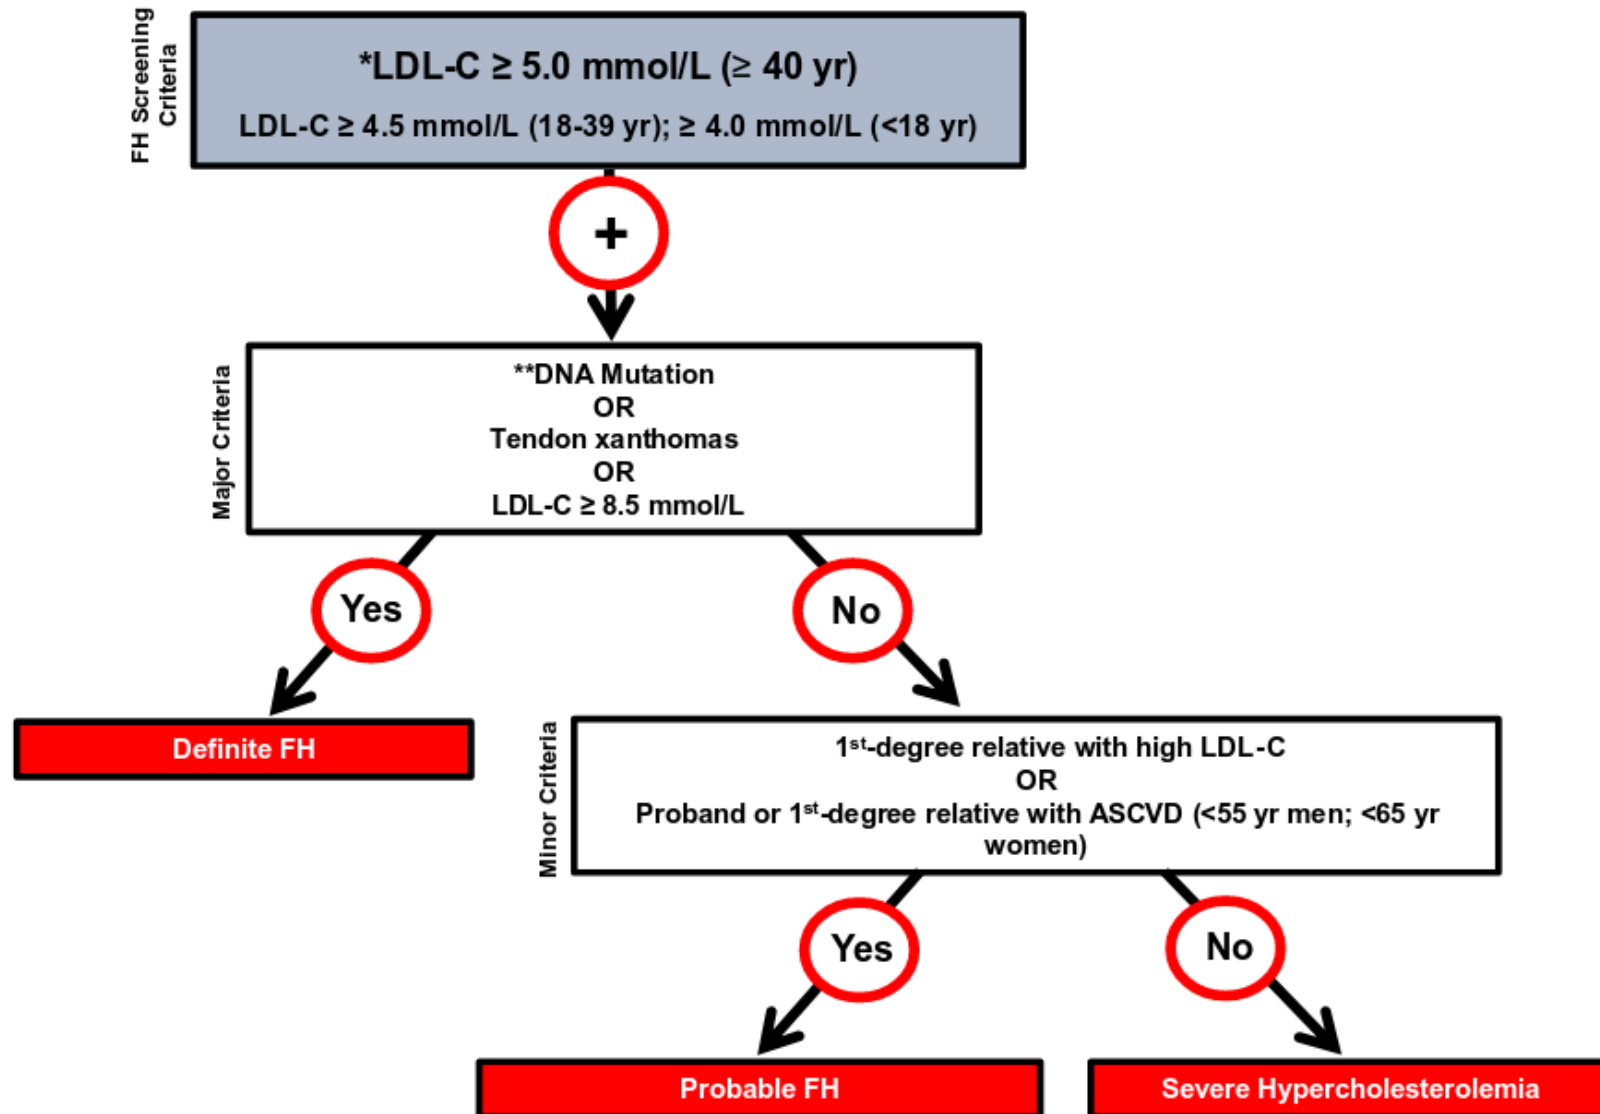 FH Screening
Criteria
*LDL-C ≥ 5.0 mmol/L (≥ 40 yr)
LDL-C ≥ 4.5 mmol/L (18-39 yr); ≥ 4.0 mmol/L (<18 yr)
+
Major Criteria
**DNA Mutation
OR
Tendon xanthomas
OR
LDL-C ≥ 8.5 mmol/L
Yes
No
Definite FH
Minor Criteria
1st-degree relative with high LDL-C
OR
Proband or 1st-degree relative with ASCVD (<55 yr men; <65 yr
women)
Yes
No
Probable FH
Severe Hypercholesterolemia